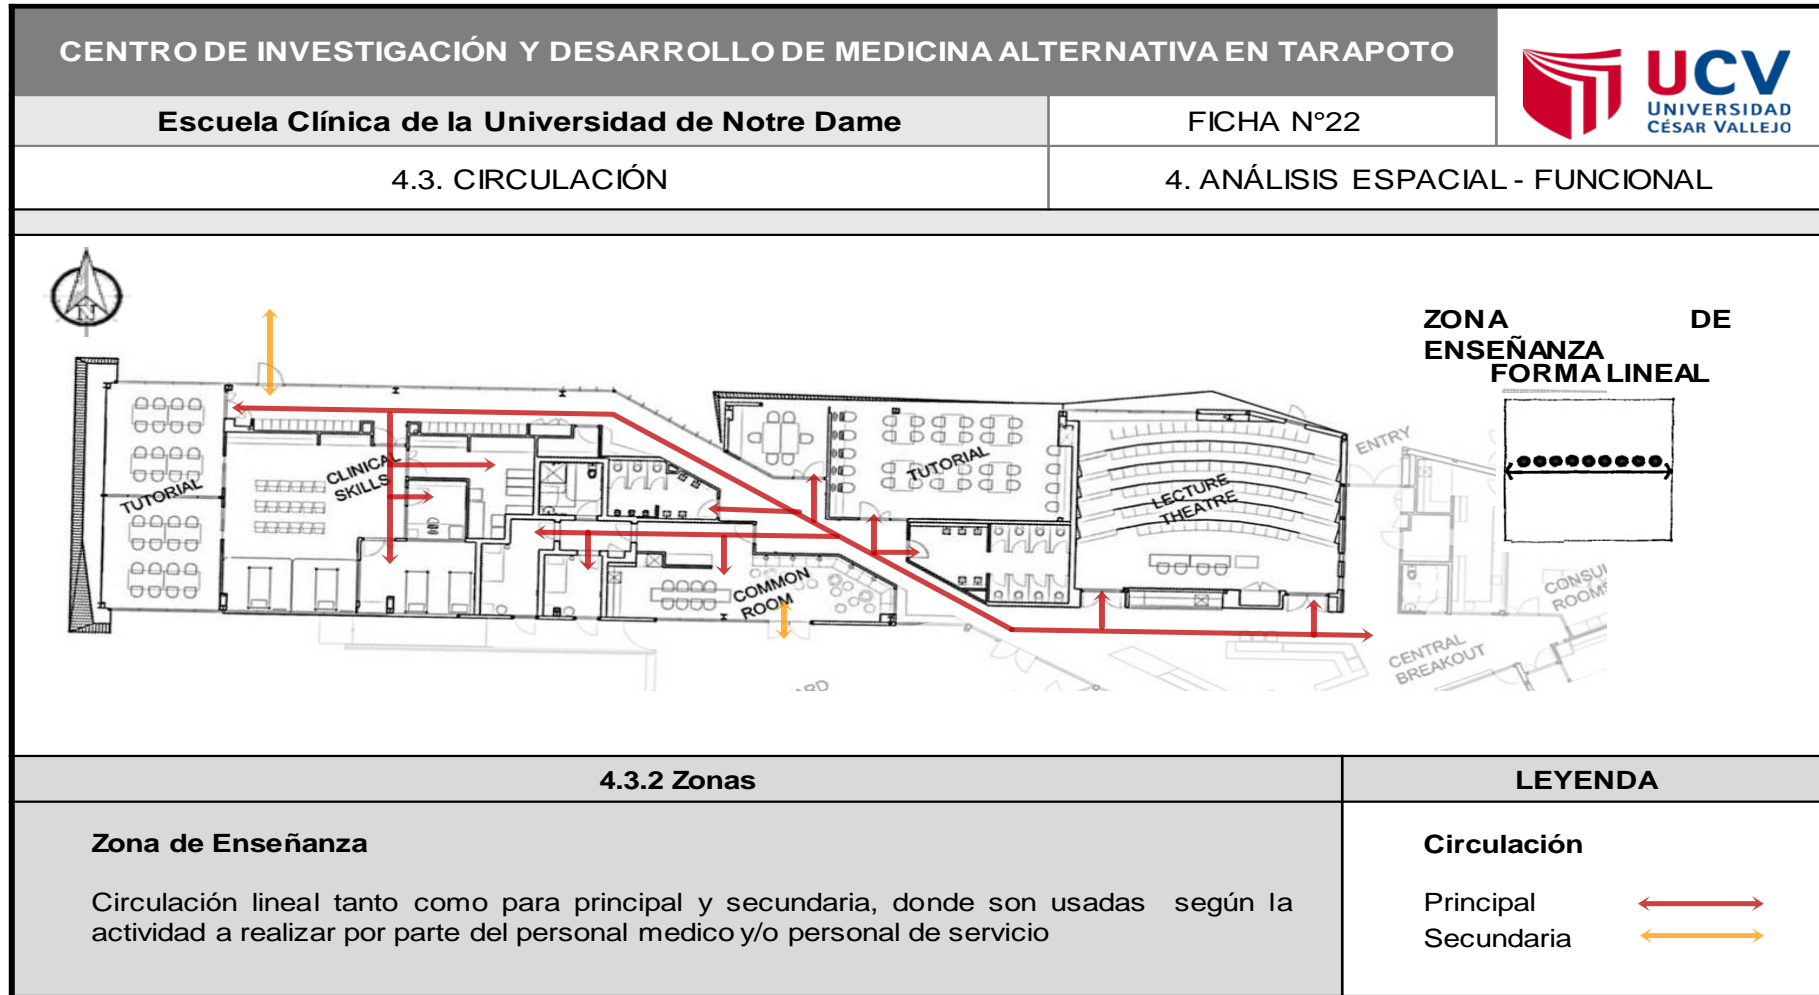 CENTRO DE INVESTIGACIÓN Y DESARROLLO DE MEDICINA ALTERNATIVA EN TARAPOTO
UCV
UNIVERSIDAD
CÉSAR VALLEJO
Escuela Clínica de la Universidad de Notre Dame
FICHA N°22
4.3. CIRCULACIÓN
4. ANÁLISIS ESPACIAL - FUNCIONAL
N
ZONA DE
ENSEÑANZA
FORMA LINEAL
TUTORIAL
CLINICAL
SKILLS
COMMON
ROOM
TUTORIAL
LECTURE
THEATRE
ENTRY
CENTRAL
BREAKOUT
4.3.2 Zonas
LEYENDA
Zona de Enseñanza
Circulación lineal tanto como para principal y secundaria, donde son usadas según la
actividad a realizar por parte del personal medico y/o personal de servicio
Circulación
Principal
Secundaria